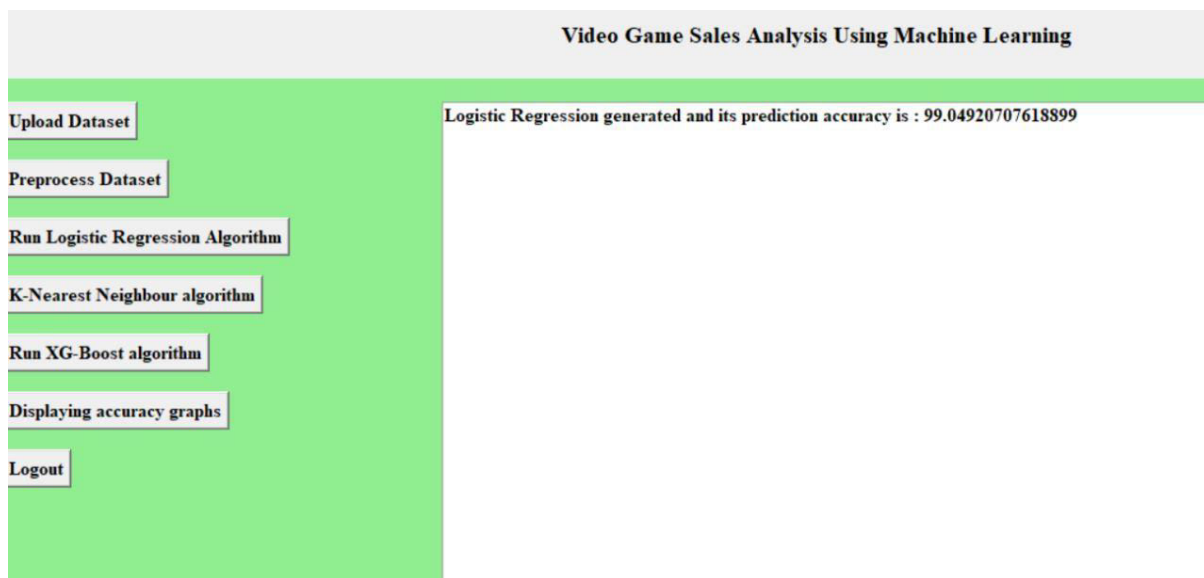 Video Game Sales Analysis Using Machine Learning
Upload Dataset
Preprocess Dataset
Run Logistic Regression Algorithm
K-Nearest Neighbour algorithm
Run XG-Boost algorithm
Displaying accuracy graphs
Logout
Logistic Regression generated and its prediction accuracy is : 99.04920707618899